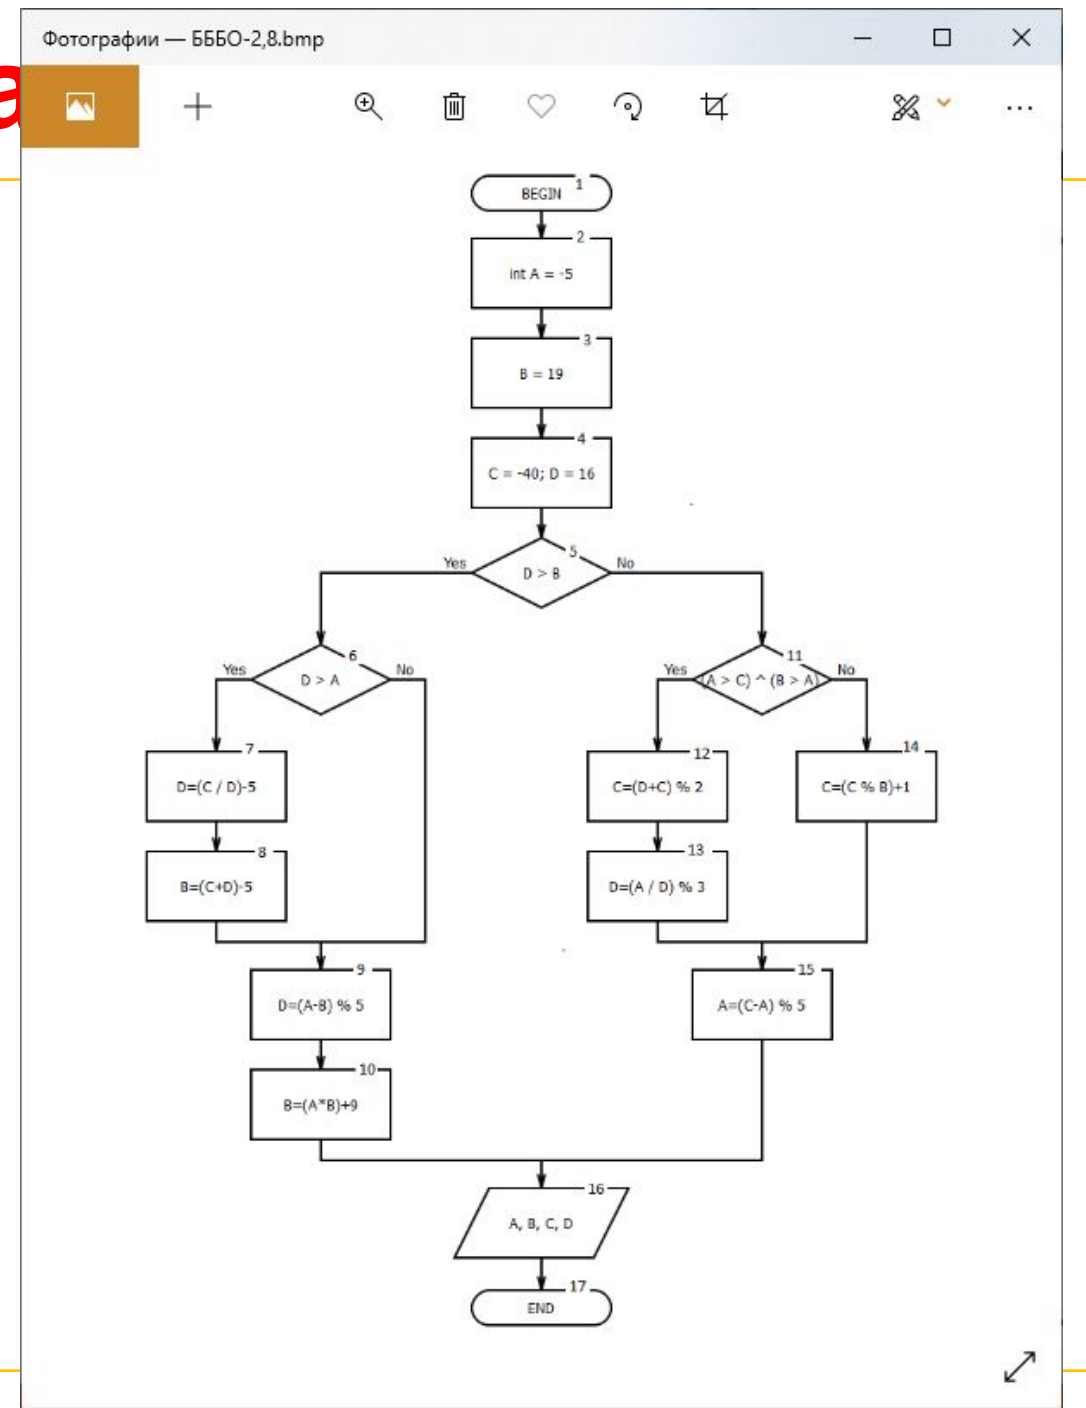 Фотографии — БББО-2,8.bmp
а
BEGIN 1
2
int A = -5
3
B = 19
4
C = -40; D = 16
5
Yes D > B No
6
Yes D > A No
11
Yes (A > C) ^ (B > A) No
7
D=(C / D)-5
12
C=(D+C) % 2
14
C=(C % B)+1
8
B=(C+D)-5
13
D=(A / D) % 3
9
D=(A-B) % 5
15
A=(C-A) % 5
10
B=(A*B)+9
16
A, B, C, D
17
END